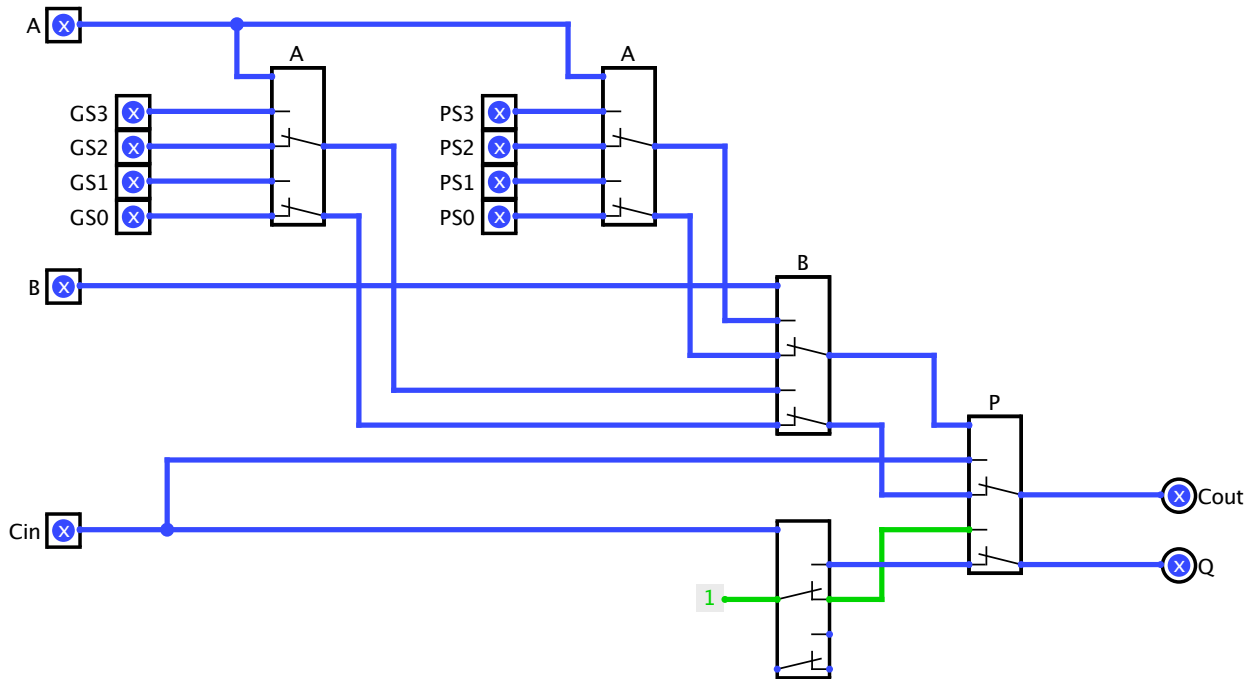 A x
A
A
GS3 x
PS3 x
GS2 x
PS2 x
GS1 x
PS1 x
GS0 x
PS0 x
B
B x
P
x Cout
Cin x
x Q
1